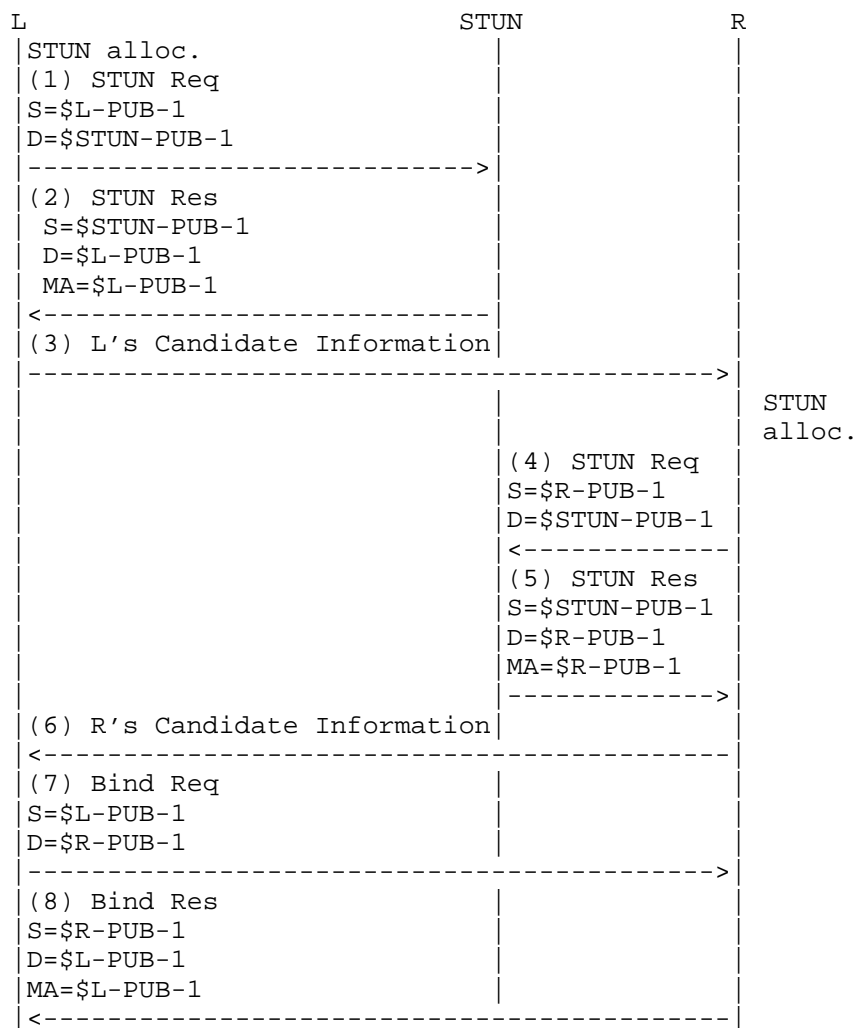 L                           STUN             R
|STUN alloc.                  |              |
|(1) STUN Req                 |              |
|S=$L-PUB-1                   |              |
|D=$STUN-PUB-1                |              |
|---------------------------->|              |
|(2) STUN Res                 |              |
| S=$STUN-PUB-1               |              |
| D=$L-PUB-1                  |              |
| MA=$L-PUB-1                 |              |
|<----------------------------|              |
|(3) L’s Candidate Information|              |
|------------------------------------------->|
|                             |              | STUN
|                             |              | alloc.
|                             |(4) STUN Req  |
|                             |S=$R-PUB-1    |
|                             |D=$STUN-PUB-1 |
|                             |<-------------|
|                             |(5) STUN Res  |
|                             |S=$STUN-PUB-1 |
|                             |D=$R-PUB-1    |
|                             |MA=$R-PUB-1   |
|                             |------------->|
|(6) R’s Candidate Information|              |
|<-------------------------------------------|
|(7) Bind Req                 |              |
|S=$L-PUB-1                   |              |
|D=$R-PUB-1                   |              |
|------------------------------------------->|
|(8) Bind Res                 |              |
|S=$R-PUB-1                   |              |
|D=$L-PUB-1                   |              |
|MA=$L-PUB-1                  |              |
|<-------------------------------------------|